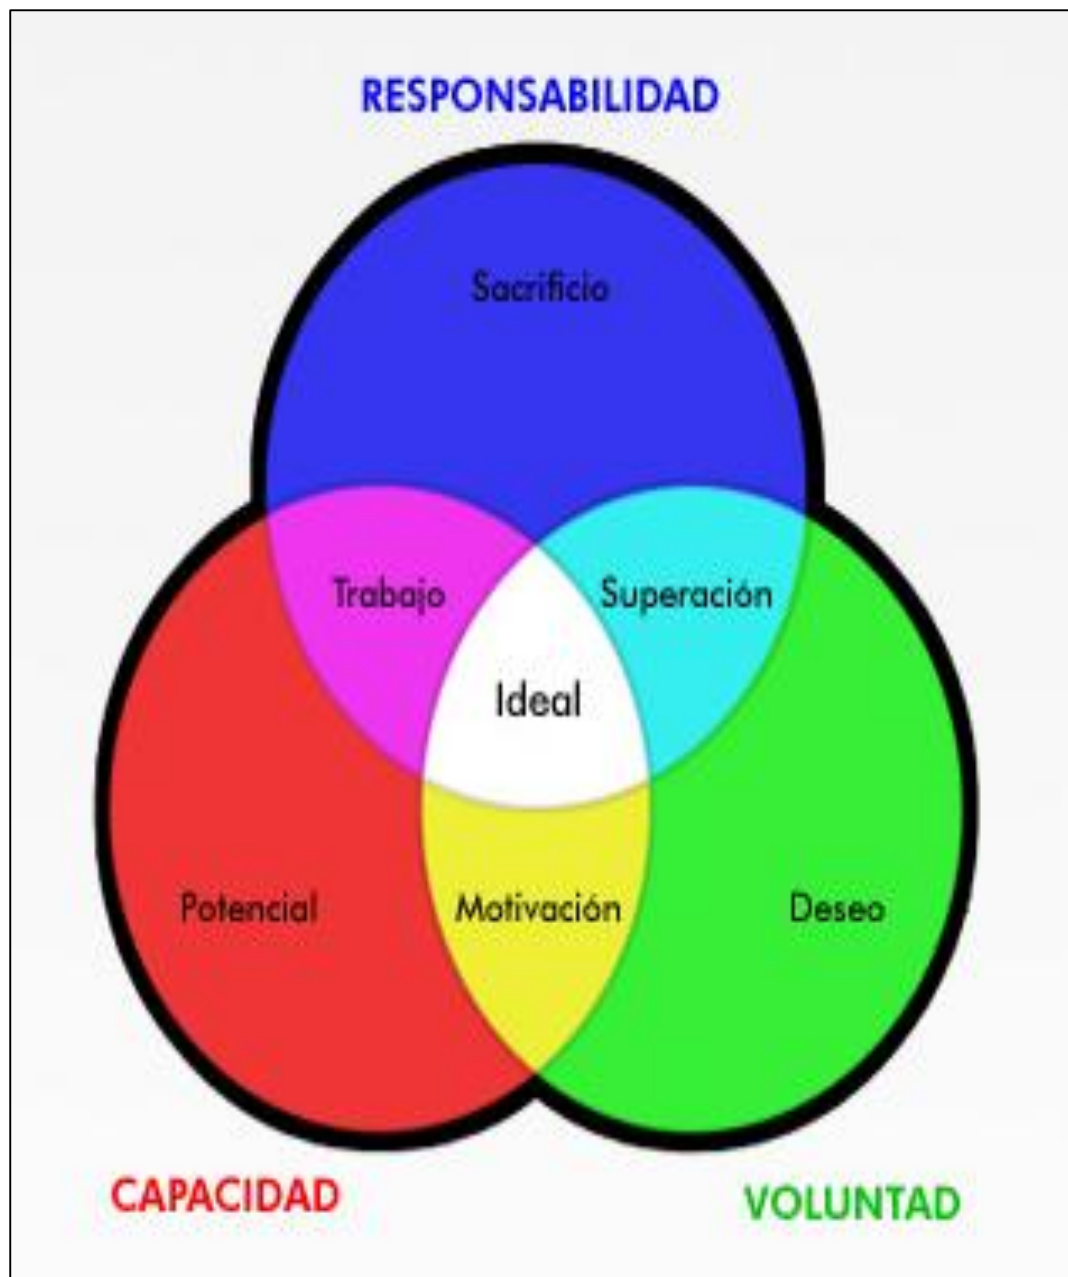 RESPONSABILIDAD
Sacrificio
Trabajo
Superación
Ideal
Potencial
Motivación
Deseo
CAPACIDAD
VOLUNTAD